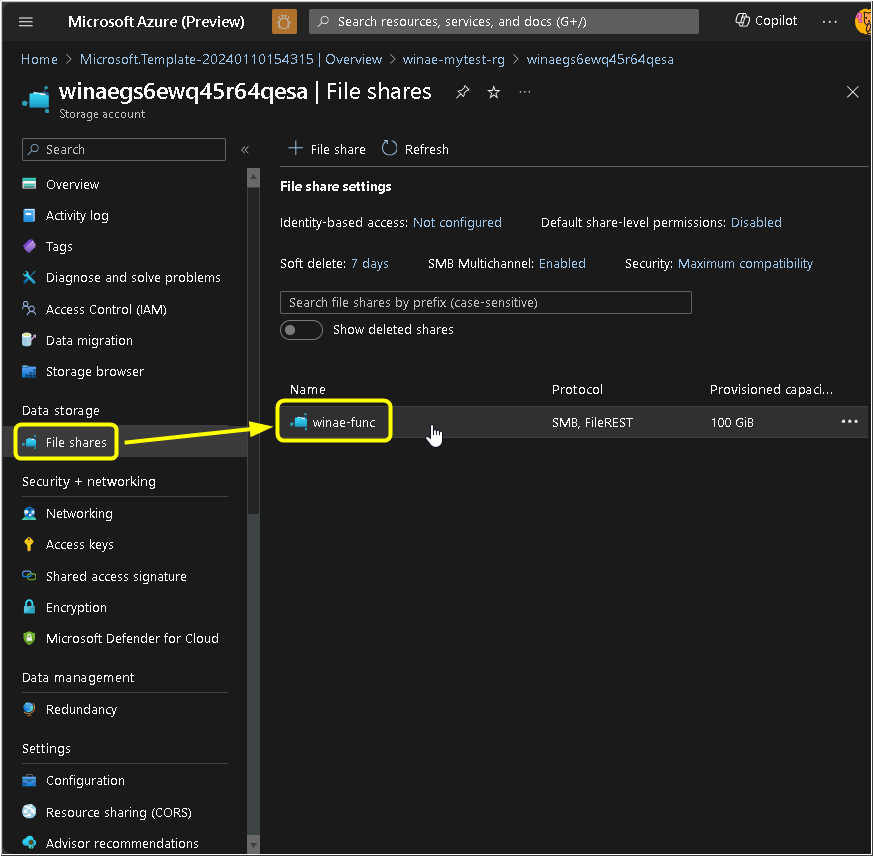 Microsoft Azure (Preview)
Search resources, services, and docs (G+/)
Copilot
Home > Microsoft.Template-20240110154315 | Overview > winae-mytest-rg > winaegs6ewq45r64qesa
winaegs6ewq45r64qesa | File shares
Storage account
Search
Overview
Activity log
Tags
Diagnose and solve problems
Access Control (IAM)
Data migration
Storage browser
Data storage
File shares
Security + networking
Networking
Access keys
Shared access signature
Encryption
Microsoft Defender for Cloud
Data management
Redundancy
Settings
Configuration
Resource sharing (CORS)
Advisor recommendations
File share Refresh
File share settings
Identity-based access: Not configured Default share-level permissions: Disabled
Soft delete: 7 days SMB Multichannel: Enabled Security: Maximum compatibility
Search file shares by prefix (case-sensitive)
Show deleted shares
Name Protocol Provisioned capaci...
winae-func SMB, FileREST 100 GiB